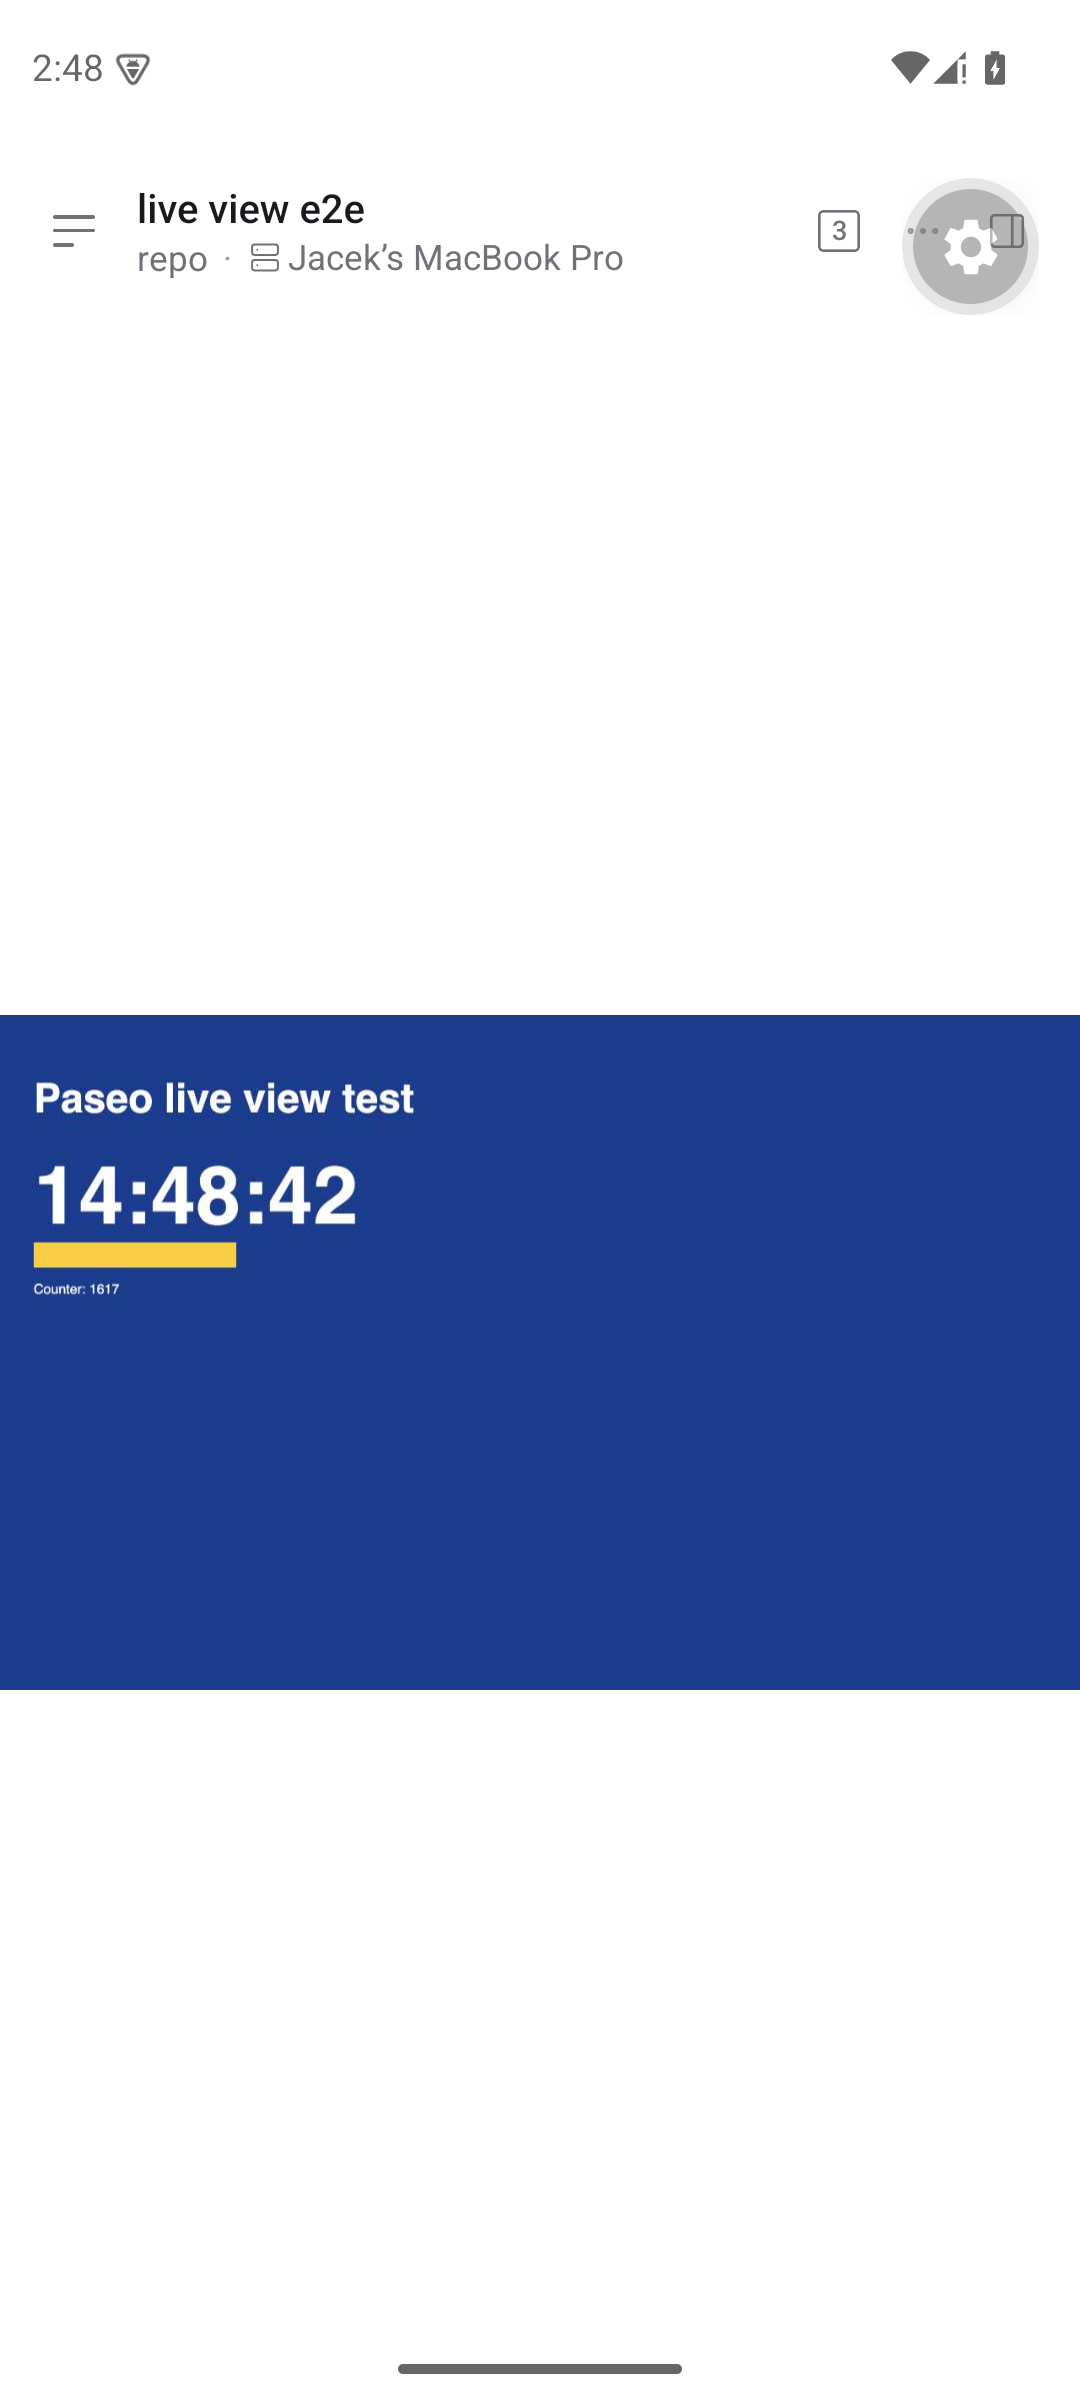 2:48
live view e2e
3
repo · Jacek’s MacBook Pro
Paseo live view test
14:48:42
Counter: 1617